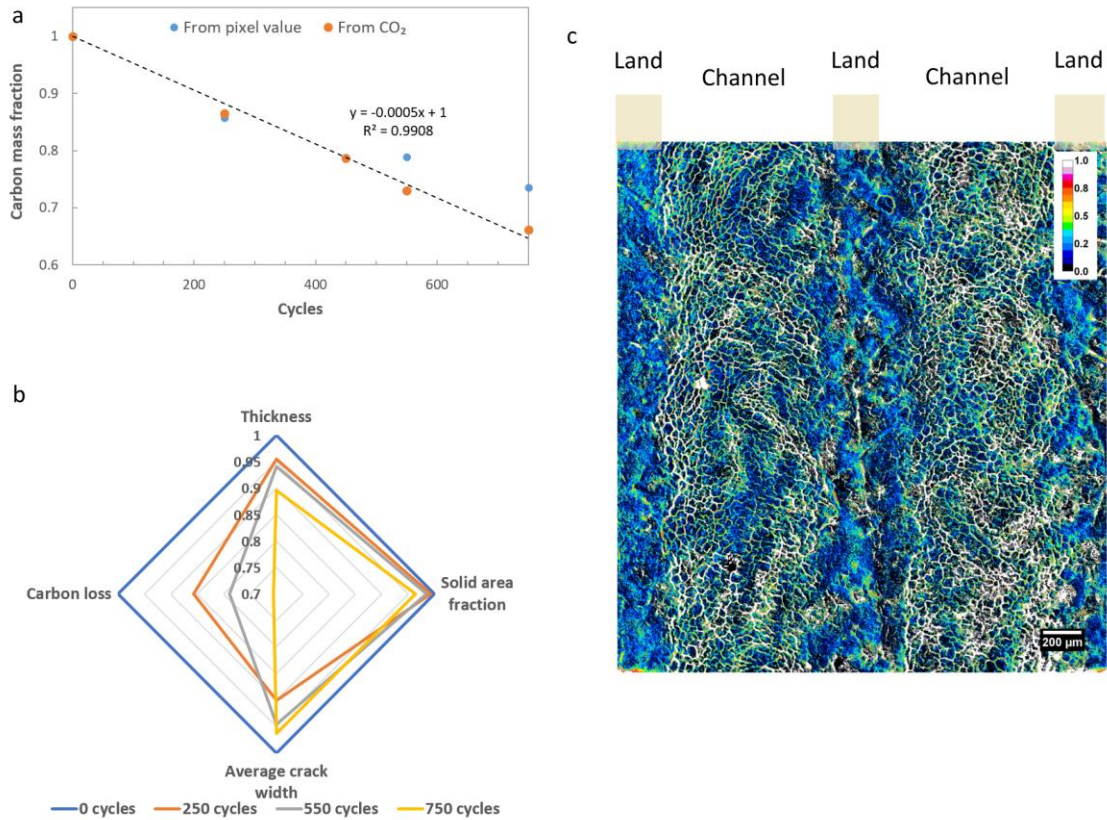 a
From pixel value From CO₂
1
0.9
0.8
0.7
0.6
y = -0.0005x + 1
R² = 0.9908
Carbon mass fraction
0 200 400 600
Cycles
b
Thickness
1
0.95
0.9
0.85
0.8
0.75
0.7
Carbon loss
Solid area
fraction
Average crack
width
0 cycles 250 cycles 550 cycles 750 cycles
c
Land Channel Land Channel Land
1.0
0.8
0.5
0.2
0.0
200 µm